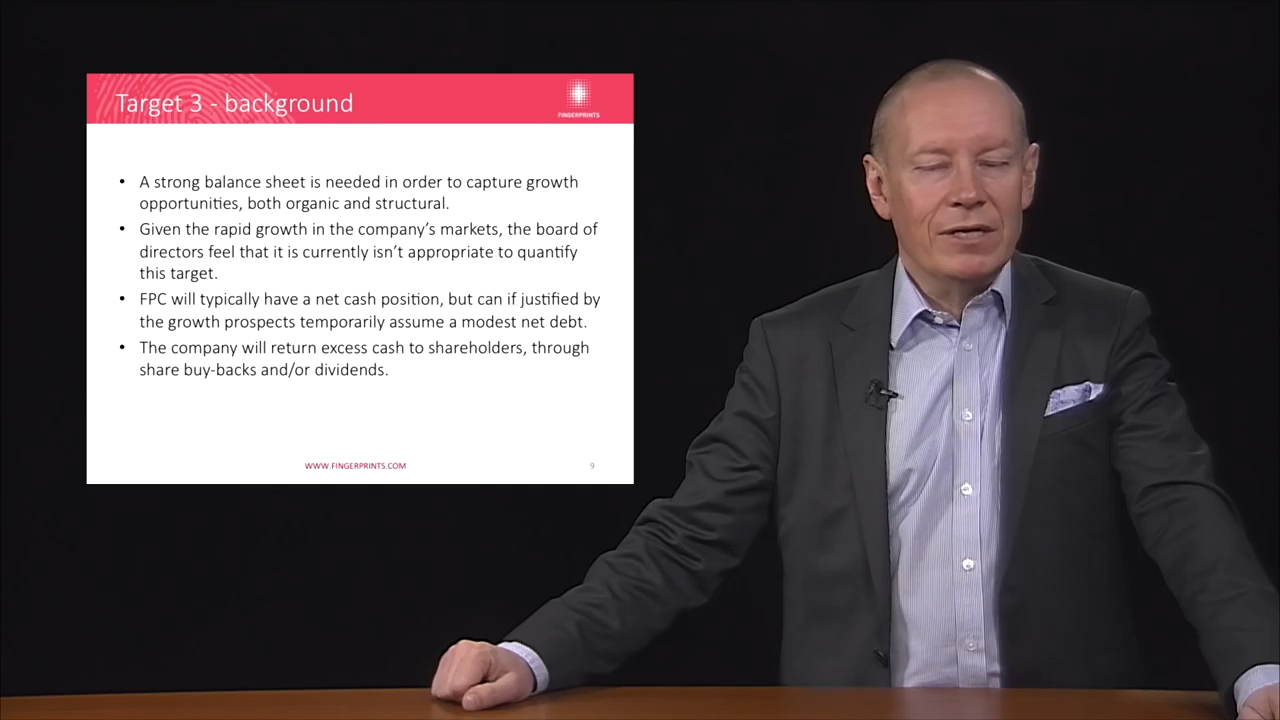 Target 3 - background
FINGERPRINTS
• A strong balance sheet is needed in order to capture growth
opportunities, both organic and structural.
• Given the rapid growth in the company's markets, the board of
directors feel that it is currently isn't appropriate to quantify
this target.
• FPC will typically have a net cash position, but can if justified by
the growth prospects temporarily assume a modest net debt.
• The company will return excess cash to shareholders, through
share buy-backs and/or dividends.
WWW.FINGERPRINTS.COM
9